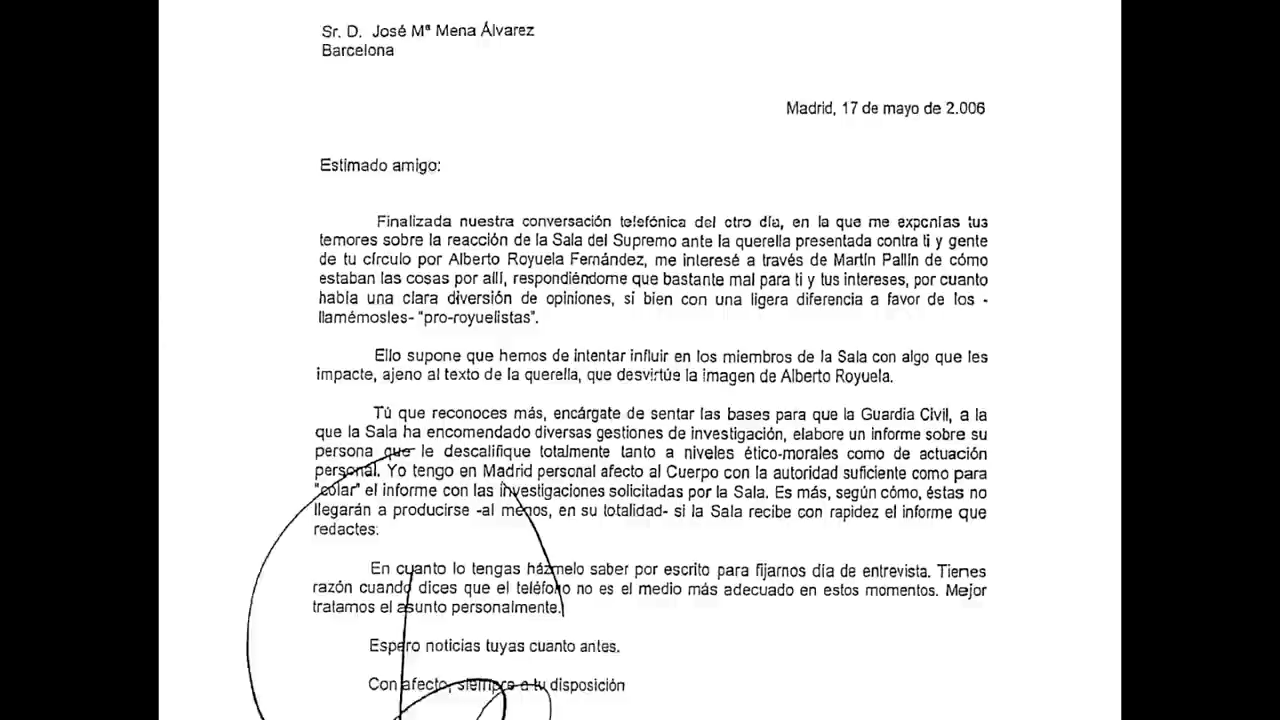 Sr. D. José Mª Mena Álvarez
Barcelona
Madrid, 17 de mayo de 2.006
Estimado amigo:
Finalizada nuestra conversación telefónica del otro día, en la que me exponías tus
temores sobre la reacción de la Sala del Supremo ante la querella presentada contra ti y gente
de tu círculo por Alberto Royuela Fernández, me interesé a través de Martín Pallín de cómo
estaban las cosas por allí, respondiéndome que bastante mal para ti y tus intereses, por cuanto
había una clara diversión de opiniones, si bien con una ligera diferencia a favor de los -
llamémosles- "pro-royuelistas".
Ello supone que hemos de intentar influir en los miembros de la Sala con algo que les
impacte, ajeno al texto de la querella, que desvirtúe la imagen de Alberto Royuela.
Tú que reconoces más, encárgate de sentar las bases para que la Guardia Civil, a la
que la Sala ha encomendado diversas gestiones de investigación, elabore un informe sobre su
persona que le descalifique totalmente tanto a niveles ético-morales como de actuación
personal. Yo tengo en Madrid personal afecto al Cuerpo con la autoridad suficiente como para
"colar" el informe con las investigaciones solicitadas por la Sala. Es más, según cómo, éstas no
llegarán a producirse -al menos, en su totalidad- si la Sala recibe con rapidez el informe que
redactes.
En cuanto lo tengas házmelo saber por escrito para fijarnos día de entrevista. Tienes
razón cuando dices que el teléfono no es el medio más adecuado en estos momentos. Mejor
tratamos el asunto personalmente.
Espero noticias tuyas cuanto antes.
Con afecto, siempre a tu disposición